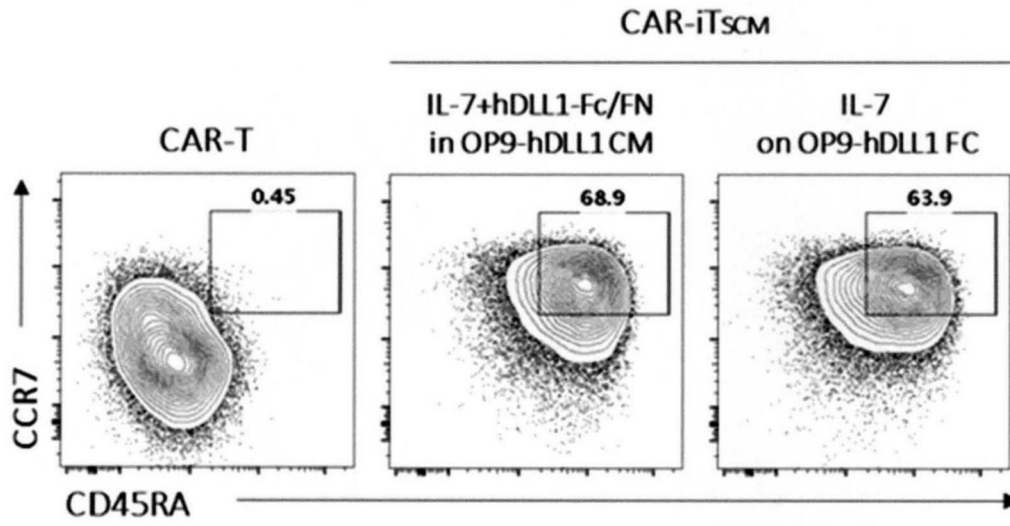 CAR-iTSCM
CAR-T
IL-7+hDLL1-Fc/FN
in OP9-hDLL1 CM
IL-7
on OP9-hDLL1 FC
0.45
68.9
63.9
CCR7
CD45RA